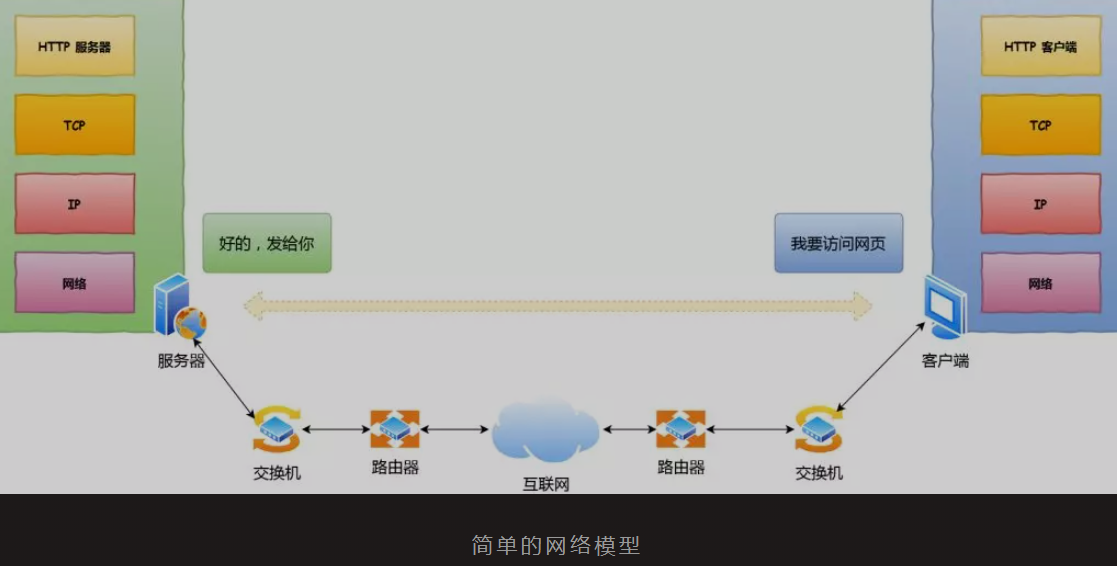 HTTP 服务器
TCP
IP
网络
HTTP 客户端
TCP
IP
网络
好的，发给你
我要访问网页
服务器
客户端
交换机
路由器
互联网
路由器
交换机
简单的网络模型